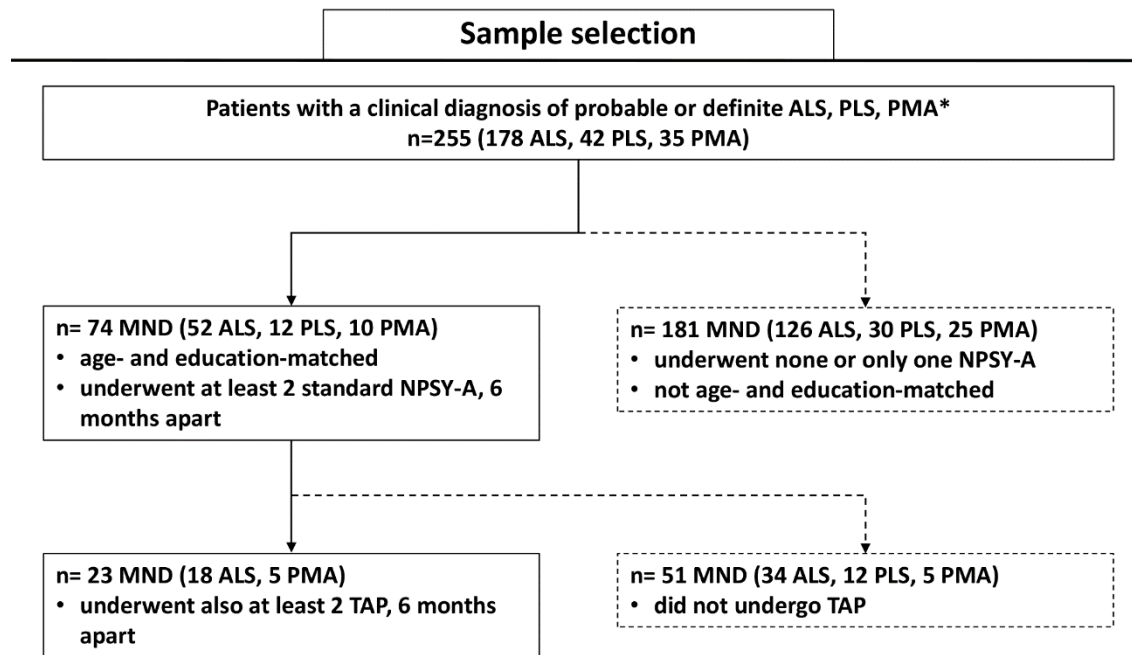 Sample selection
Patients with a clinical diagnosis of probable or definite ALS, PLS, PMA*
n=255 (178 ALS, 42 PLS, 35 PMA)
n= 74 MND (52 ALS, 12 PLS, 10 PMA)
• age- and education-matched
• underwent at least 2 standard NPSY-A, 6
months apart
n= 181 MND (126 ALS, 30 PLS, 25 PMA)
• underwent none or only one NPSY-A
• not age- and education-matched
n= 23 MND (18 ALS, 5 PMA)
• underwent also at least 2 TAP, 6 months
apart
n= 51 MND (34 ALS, 12 PLS, 5 PMA)
• did not undergo TAP